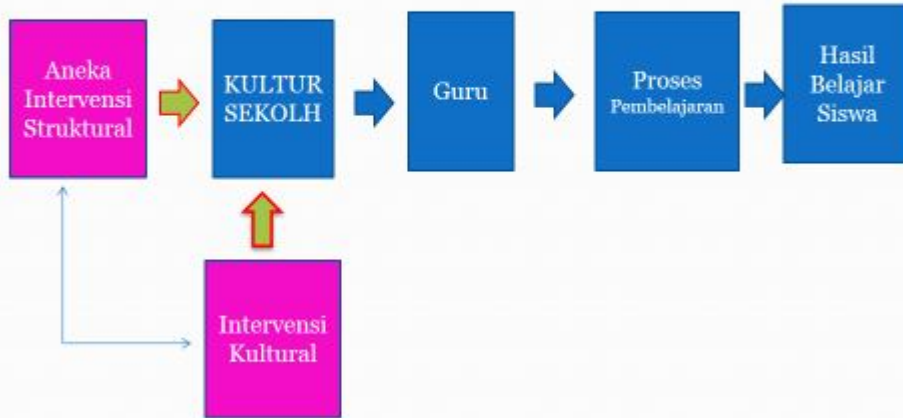 Aneka
Intervensi
Struktural
KULTUR
SEKOLH
Guru
Proses
Pembelajaran
Hasil
Belajar
Siswa
Intervensi
Kultural